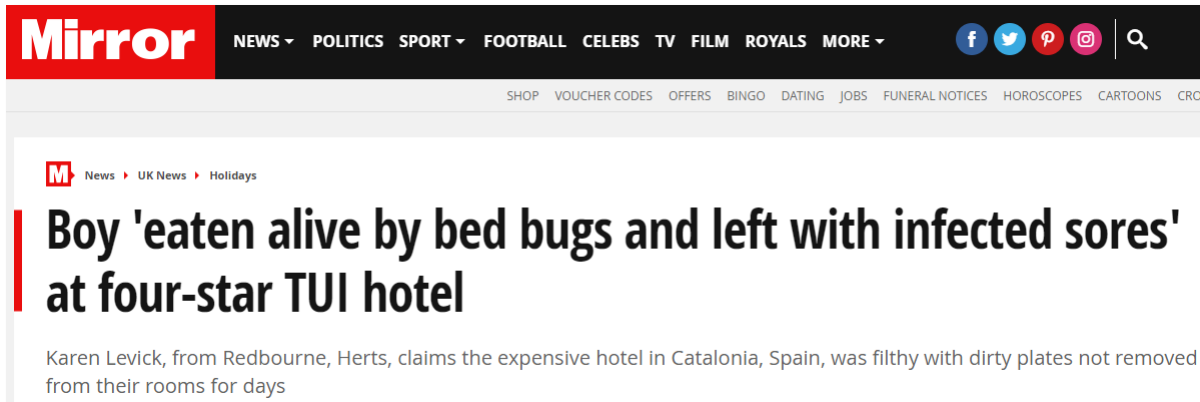 Mirror NEWS POLITICS SPORT FOOTBALL CELEBS TV FILM ROYALS MORE
SHOP VOUCHER CODES OFFERS BINGO DATING JOBS FUNERAL NOTICES HOROSCOPES CARTOONS CRO
M News UK News Holidays
Boy 'eaten alive by bed bugs and left with infected sores'
at four-star TUI hotel
Karen Levick, from Redbourne, Herts, claims the expensive hotel in Catalonia, Spain, was filthy with dirty plates not removed
from their rooms for days